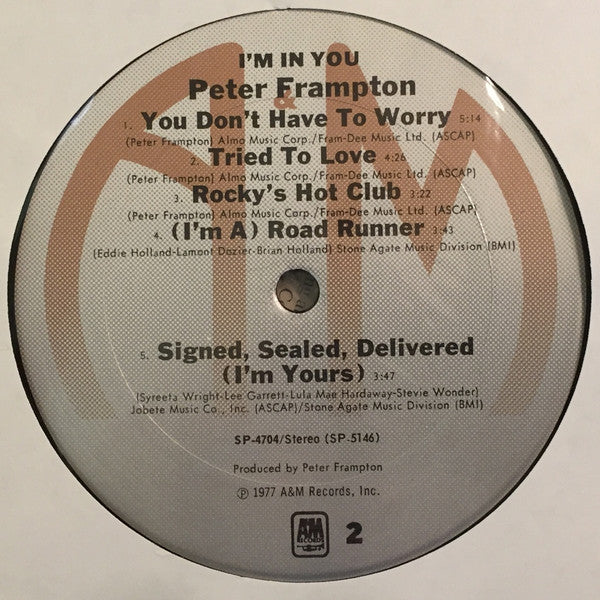 I'M IN YOU
Peter Frampton
&
1. You Don't Have To Worry 5:14
(Peter Frampton) Almo Music Corp./Fram-Dee Music Ltd. (ASCAP)
2. Tried To Love 4:26
(Peter Frampton) Almo Music Corp./Fram-Dee Music Ltd. (ASCAP)
3. Rocky's Hot Club 3:22
(Peter Frampton) Almo Music Corp./Fram-Dee Music Ltd. (ASCAP)
4. (I'm A) Road Runner 3:43
(Eddie Holland-Lamont Dozier-Brian Holland) Stone Agate Music Division (BMI)
5. Signed, Sealed, Delivered
(I'm Yours) 3:47
(Syreeta Wright-Lee Garrett-Lula Mae Hardaway-Stevie Wonder)
Jobete Music Co., Inc. (ASCAP)/Stone Agate Music Division (BMI)
SP-4704/Stereo (SP-5146)
Produced by Peter Frampton
℗ 1977 A&M Records, Inc.
A&M
RECORDS
2